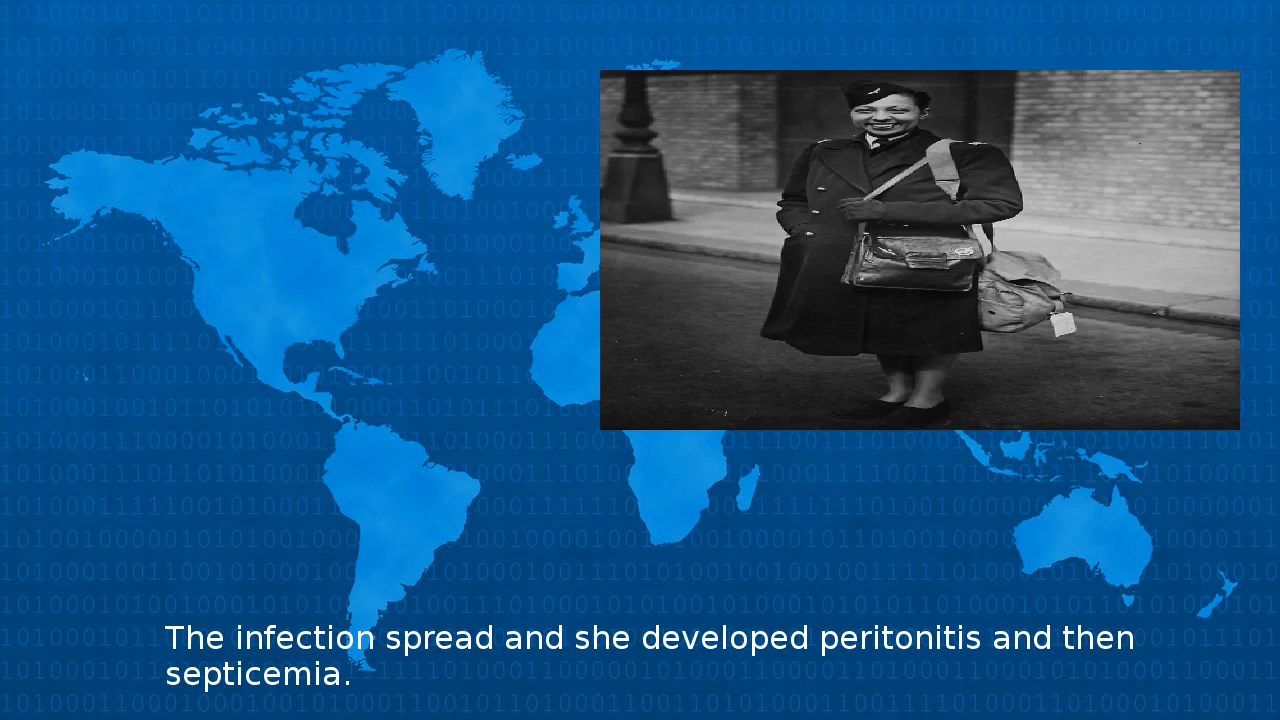 The infection spread and she developed peritonitis and then
septicemia.